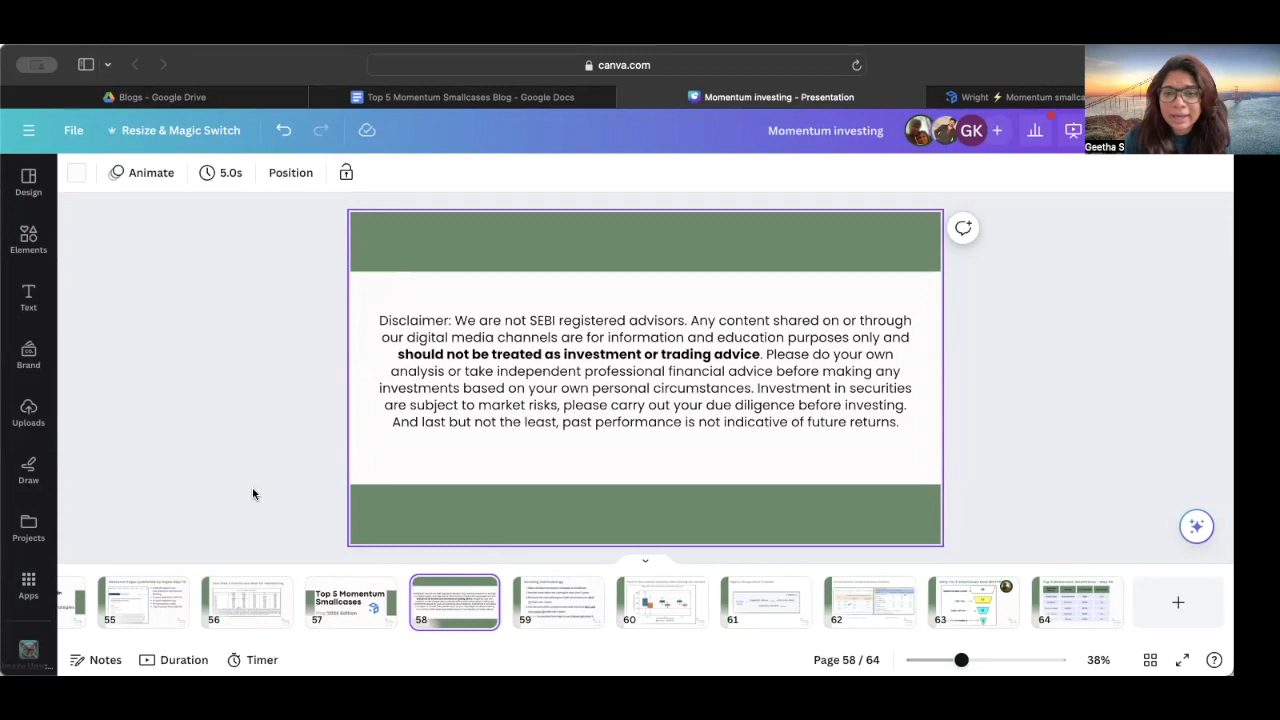 canva.com
Blogs - Google Drive
Top 5 Momentum Smallcases Blog - Google Docs
Momentum investing - Presentation
Wright ⚡ Momentum smallca
Geetha S
File
Resize & Magic Switch
Momentum investing
GK
Animate
5.0s
Position
Design
Elements
Text
Brand
Uploads
Draw
Projects
Apps
Disclaimer: We are not SEBI registered advisors. Any content shared on or through
our digital media channels are for information and education purposes only and
should not be treated as investment or trading advice. Please do your own
analysis or take independent professional financial advice before making any
investments based on your own personal circumstances. Investment in securities
are subject to market risks, please carry out your due diligence before investing.
And last but not the least, past performance is not indicative of future returns.
55
56
57
Top 5 Momentum
Smallcases
58
59
60
61
62
63
64
Notes
Duration
Timer
Page 58 / 64
38%